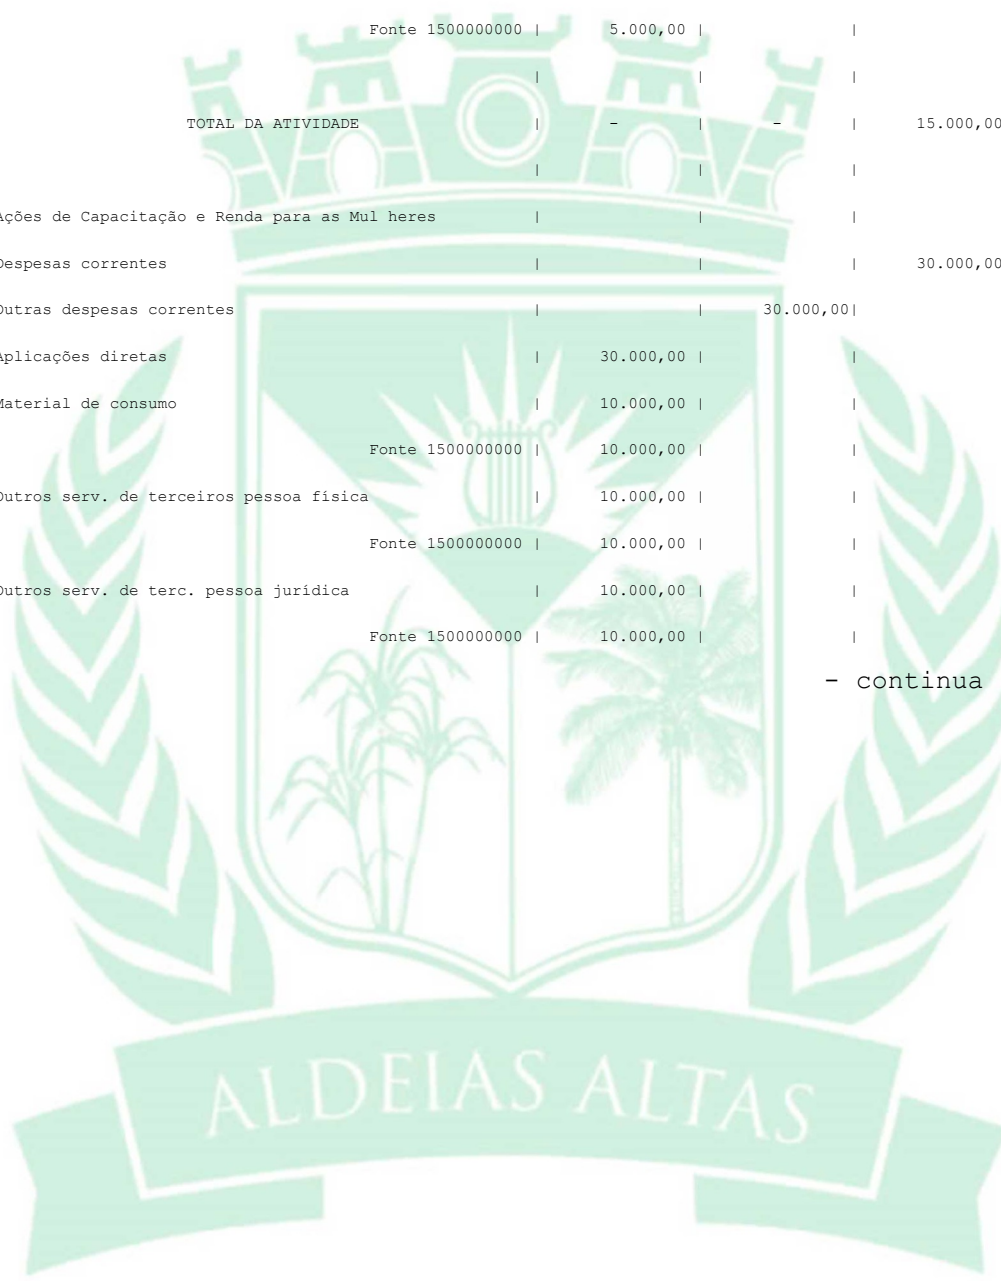 Fonte 1500000000 | 5.000,00 | |
| | |
TOTAL DA ATIVIDADE | - | - | 15.000,00
| | |
Ações de Capacitação e Renda para as Mul heres | | |
Despesas correntes | | | 30.000,00
Outras despesas correntes | | 30.000,00|
Aplicações diretas | 30.000,00 | |
Material de consumo | 10.000,00 | |
Fonte 1500000000 | 10.000,00 | |
Outros serv. de terceiros pessoa física | 10.000,00 | |
Fonte 1500000000 | 10.000,00 | |
Outros serv. de terc. pessoa jurídica | 10.000,00 | |
Fonte 1500000000 | 10.000,00 | |
- continua
ALDEIAS ALTAS